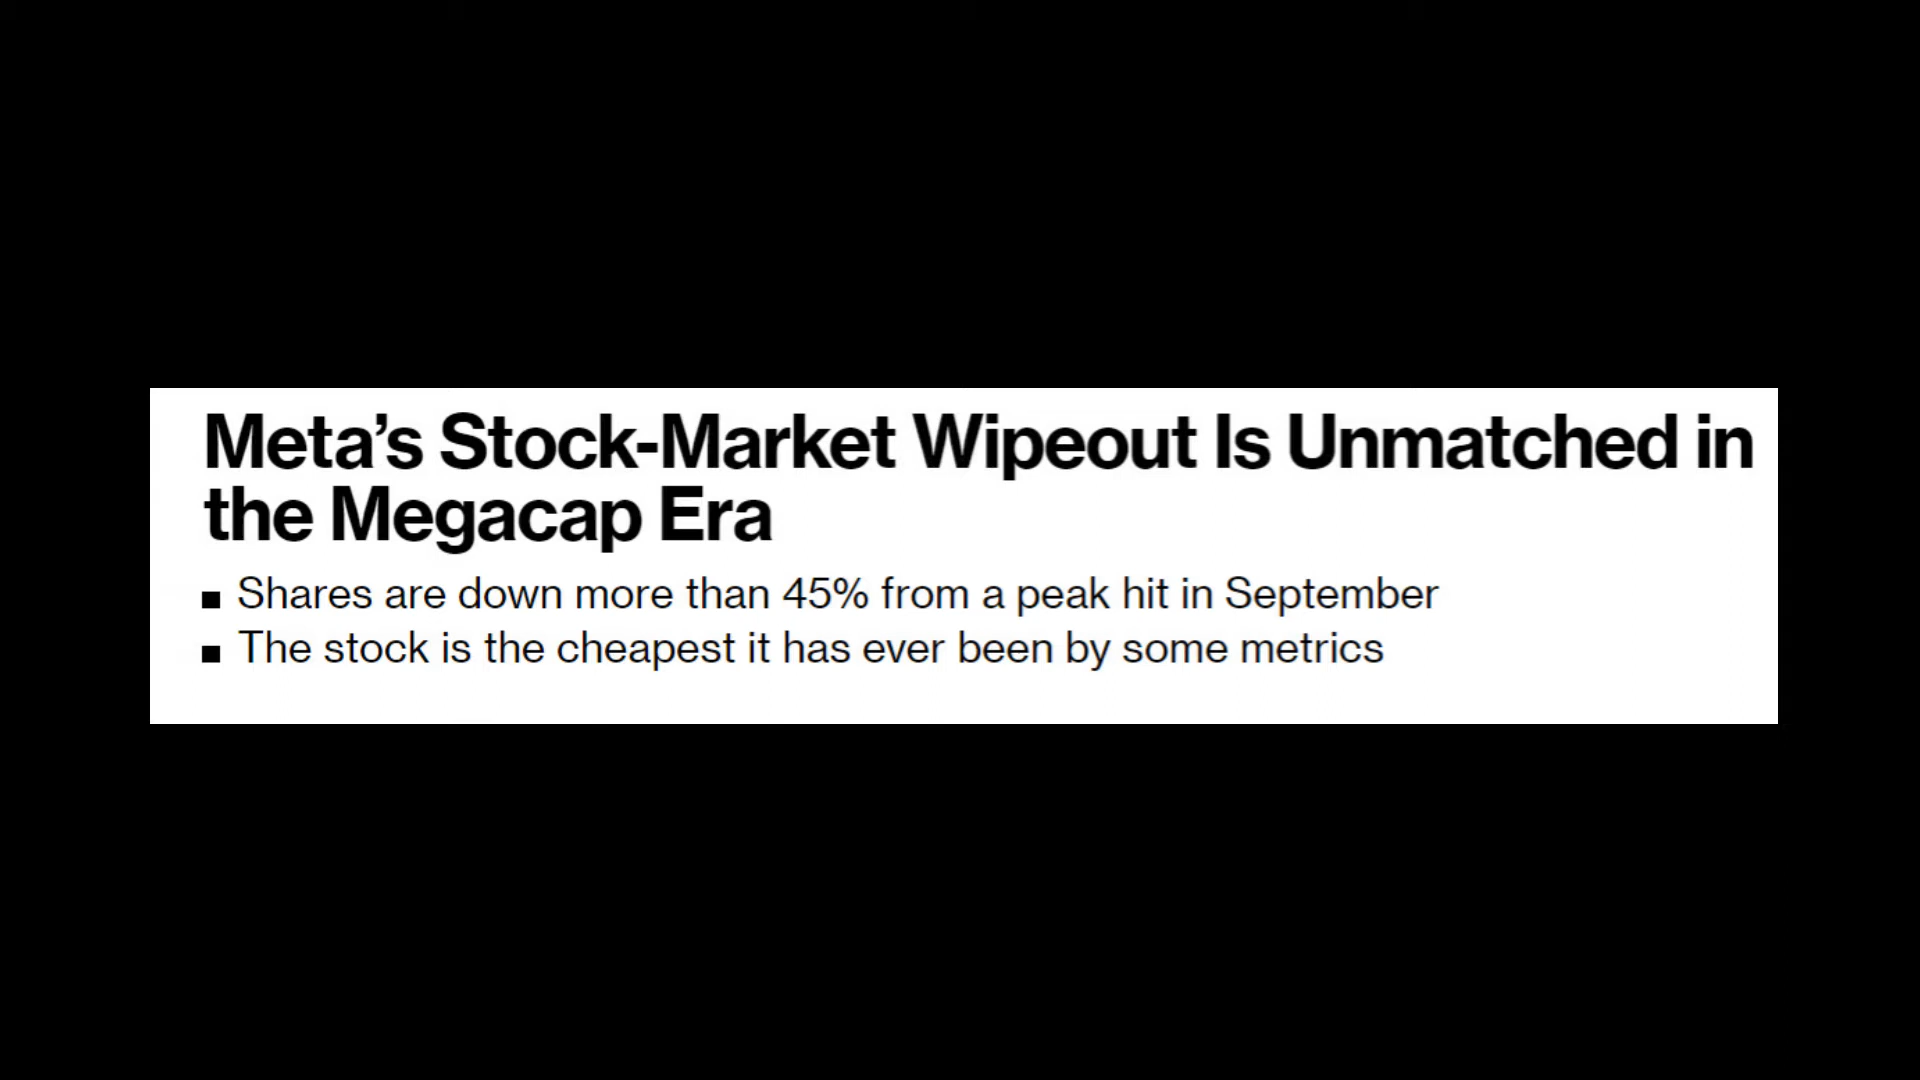 Meta’s Stock-Market Wipeout Is Unmatched in
the Megacap Era
▪ Shares are down more than 45% from a peak hit in September
▪ The stock is the cheapest it has ever been by some metrics